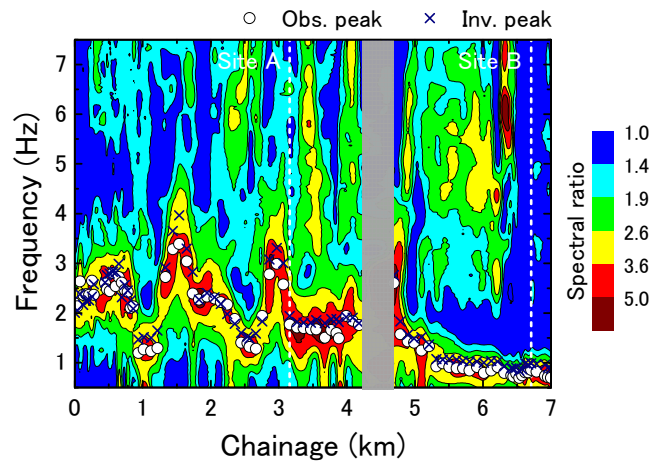 Obs. peak Inv. peak
Site A Site B
7
6
5
4
3
2
1
Frequency (Hz)
0 1 2 3 4 5 6 7
Chainage (km)
1.0
1.4
1.9
2.6
3.6
5.0
Spectral ratio